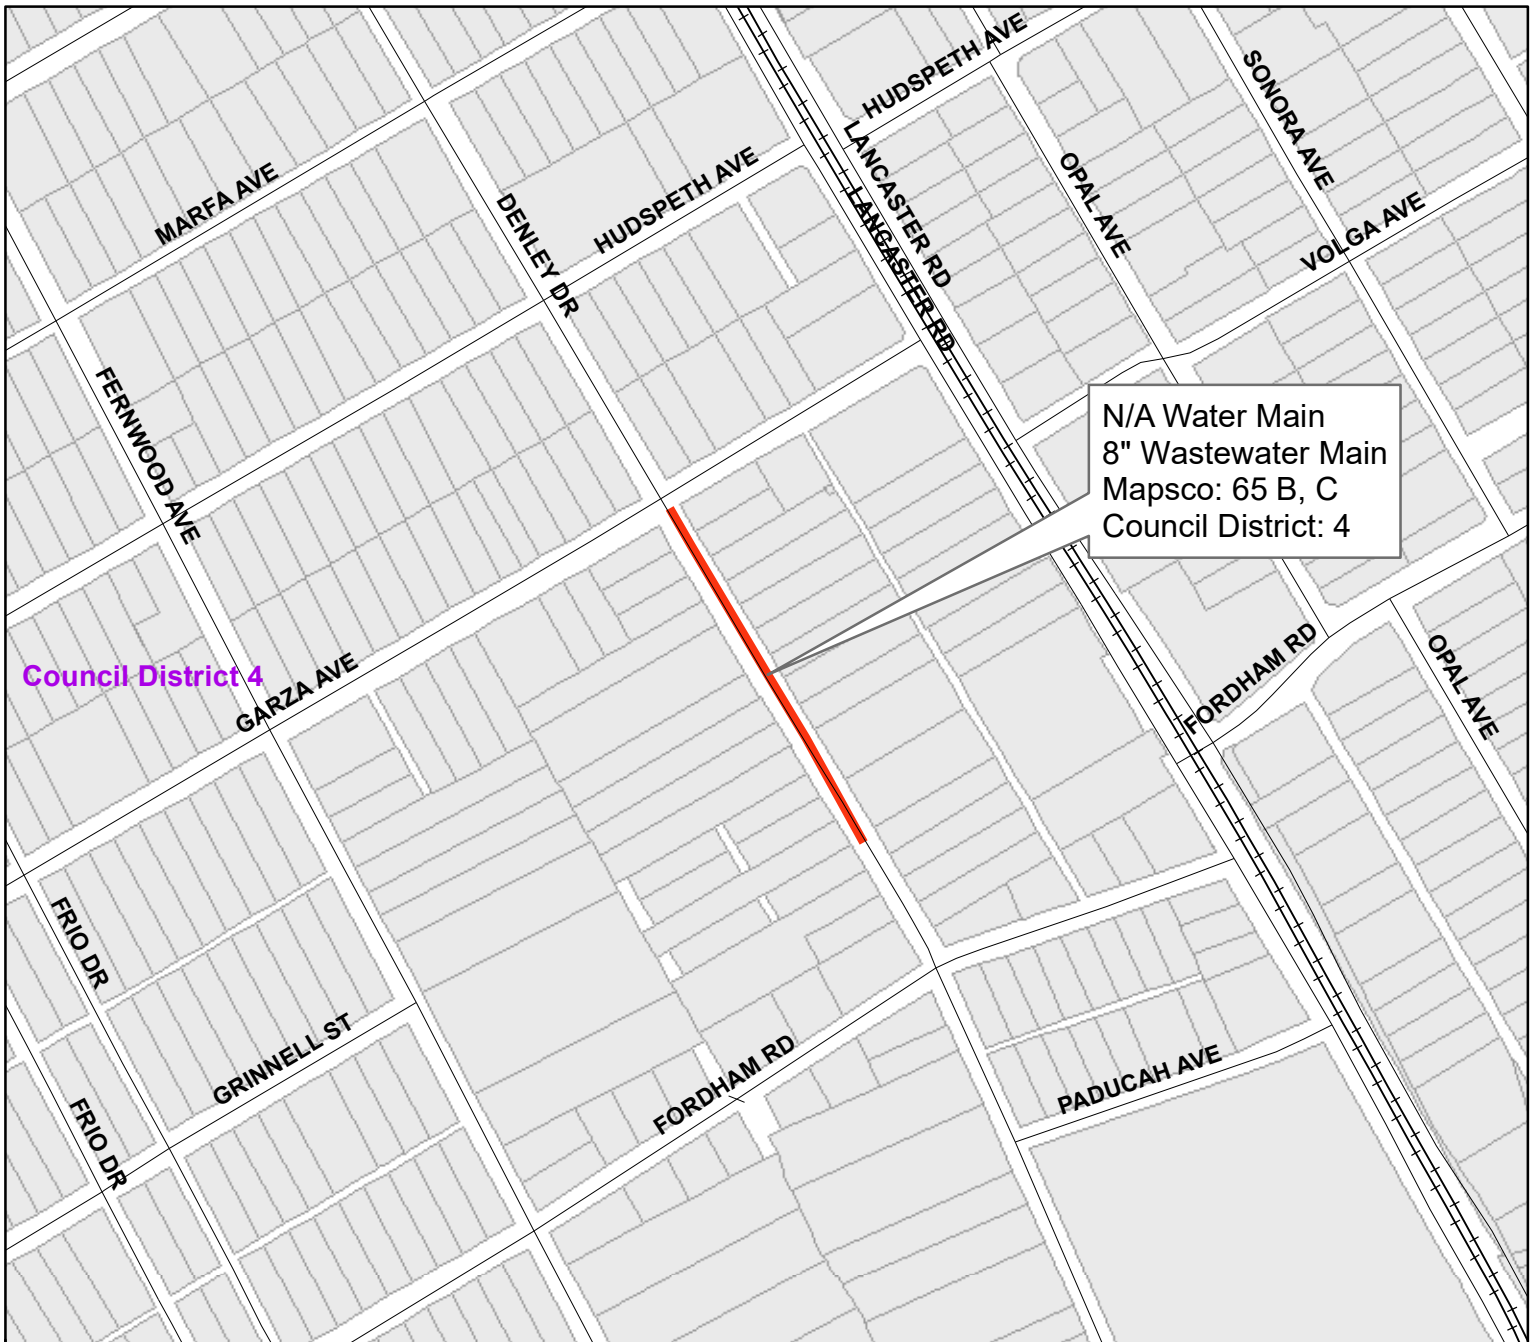 HUDSPETH AVE
SONORA AVE
LANCASTER RD
OPAL AVE
MARFA AVE
HUDSPETH AVE
DENLEY DR
LANCASTER RD
VOLGA AVE
FERNWOOD AVE
N/A Water Main
8" Wastewater Main
Mapsco: 65 B, C
Council District: 4
Council District 4
GARZA AVE
FORDHAM RD
OPAL AVE
FRIO DR
GRINNELL ST
FORDHAM RD
PADUCAH AVE
FRIO DR